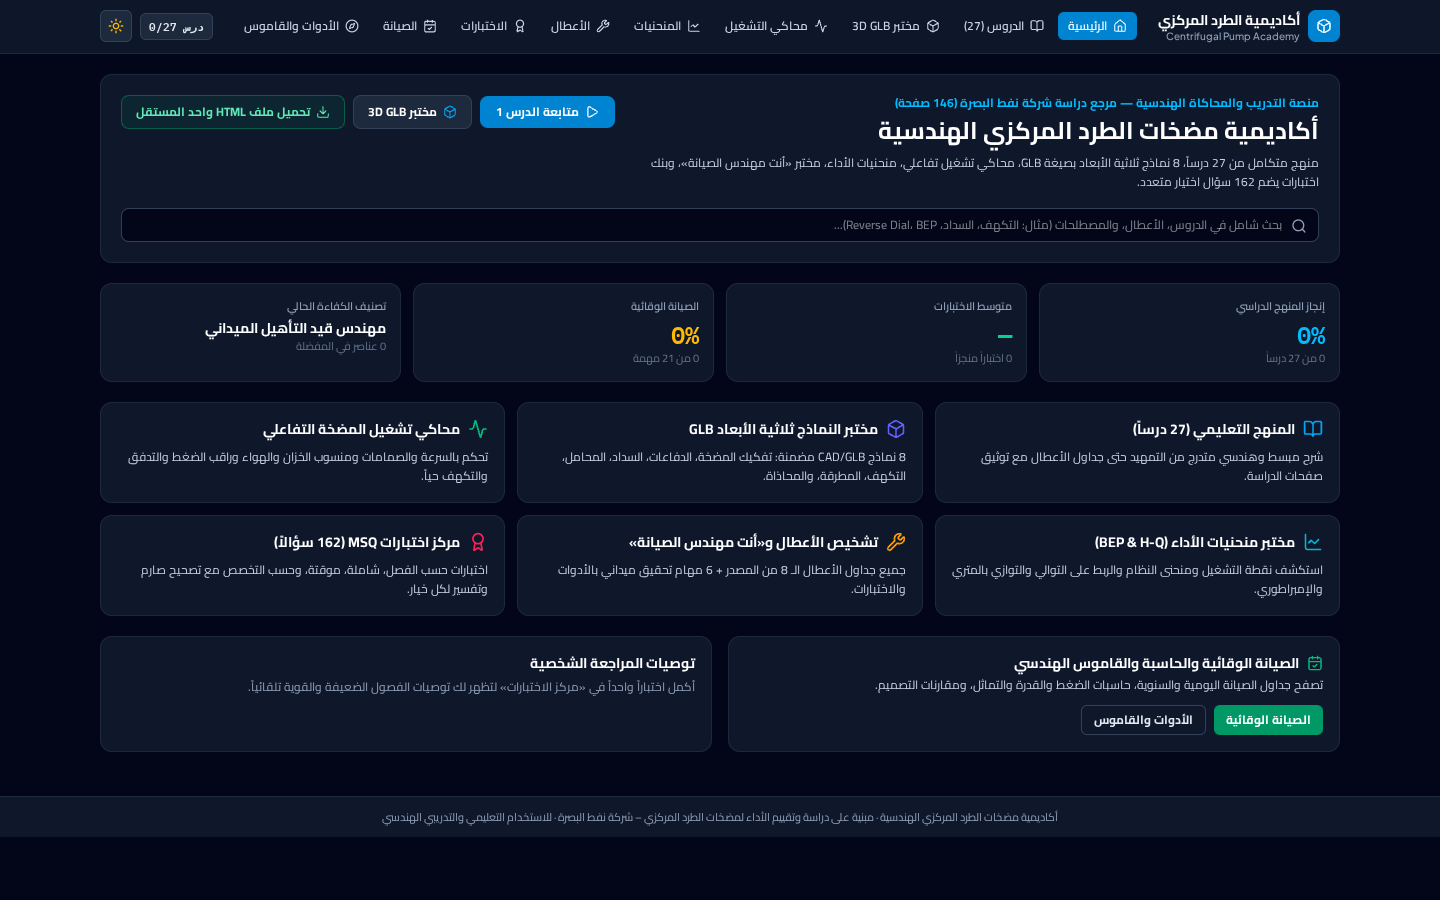 أكاديمية الطرد المركزي
Centrifugal Pump Academy
الرئيسية
الدروس (27)
مختبر 3D GLB
محاكي التشغيل
المنحنيات
الأعطال
الاختبارات
الصيانة
الأدوات والقاموس
درس 0/27
منصة التدريب والمحاكاة الهندسية — مرجع دراسة شركة نفط البصرة (146 صفحة)
أكاديمية مضخات الطرد المركزي الهندسية
منهج متكامل من 27 درساً، 8 نماذج ثلاثية الأبعاد بصيغة GLB، محاكي تشغيل تفاعلي، منحنيات الأداء، مختبر «أنت مهندس الصيانة»، وبنك
اختبارات يضم 162 سؤال اختيار متعدد.
متابعة الدرس 1
مختبر 3D GLB
تحميل ملف HTML واحد المستقل
بحث شامل في الدروس، الأعطال، والمصطلحات (مثال: التكهف، السداد، Reverse Dial، BEP)...
إنجاز المنهج الدراسي
0%
0 من 27 درساً
متوسط الاختبارات
—
0 اختباراً منجزاً
الصيانة الوقائية
0%
0 من 21 مهمة
تصنيف الكفاءة الحالي
مهندس قيد التأهيل الميداني
0 عناصر في المفضلة
المنهج التعليمي (27 درساً)
شرح مبسط وهندسي متدرج من التمهيد حتى جداول الأعطال مع توثيق
صفحات الدراسة.
مختبر النماذج ثلاثية الأبعاد GLB
8 نماذج CAD/GLB مضمنة: تفكيك المضخة، الدفاعات، السداد، المحامل،
التكهف، المطرقة، والمحاذاة.
محاكي تشغيل المضخة التفاعلي
تحكم بالسرعة والصمامات ومنسوب الخزان والهواء وراقب الضغط والتدفق
والتكهف حياً.
مختبر منحنيات الأداء (BEP & H-Q)
استكشف نقطة التشغيل ومنحنى النظام والربط على التوالي والتوازي بالمتري
والإمبراطوري.
تشخيص الأعطال و«أنت مهندس الصيانة»
جميع جداول الأعطال الـ 8 من المصدر + 6 مهام تحقيق ميداني بالأدوات
والاختبارات.
مركز اختبارات MSQ (162 سؤالاً)
اختبارات حسب الفصل، شاملة، موقتة، وحسب التخصص مع تصحيح صارم
وتفسير لكل خيار.
الصيانة الوقائية والحاسبة والقاموس الهندسي
تصفح جداول الصيانة اليومية والسنوية، حاسبات الضغط والقدرة والتماثل، ومقارنات التصميم.
الصيانة الوقائية
الأدوات والقاموس
توصيات المراجعة الشخصية
أكمل اختباراً واحداً في «مركز الاختبارات» لتظهر لك توصيات الفصول الضعيفة والقوية تلقائياً.
أكاديمية مضخات الطرد المركزي الهندسية · مبنية على دراسة وتقييم الأداء لمضخات الطرد المركزي – شركة نفط البصرة · للاستخدام التعليمي والتدريبي الهندسي